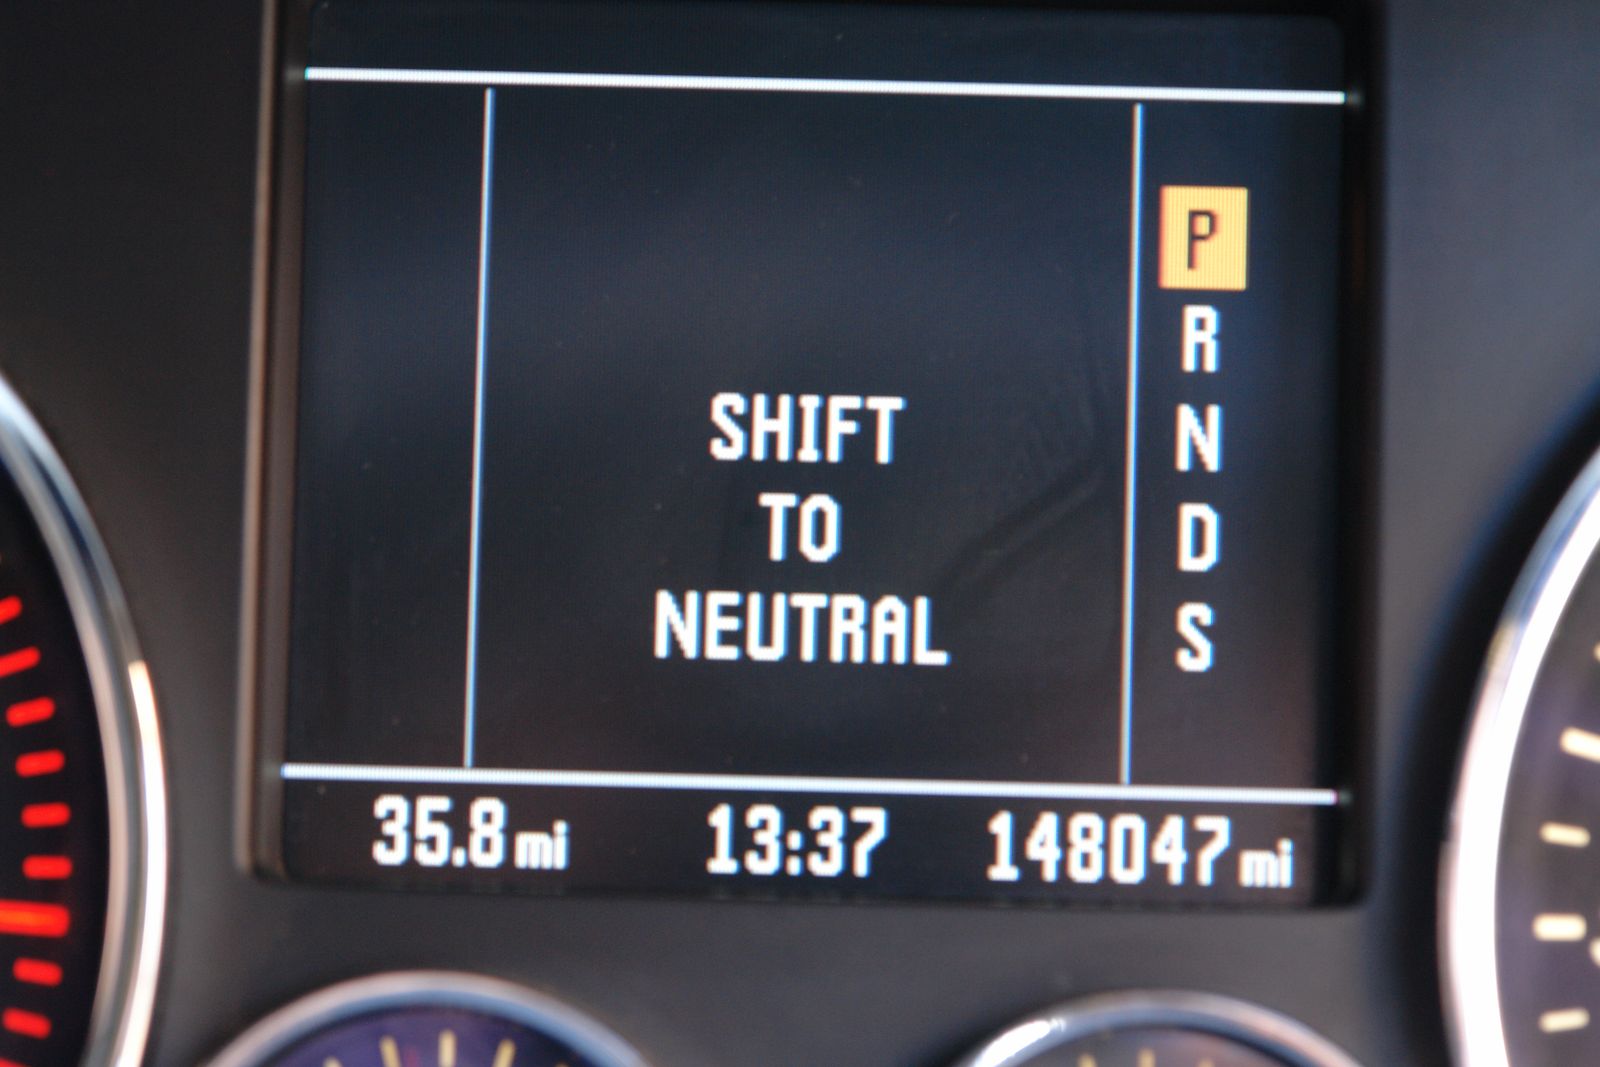 P
R
N
D
S
SHIFT
TO
NEUTRAL
35.8 mi 13:37 148047 mi